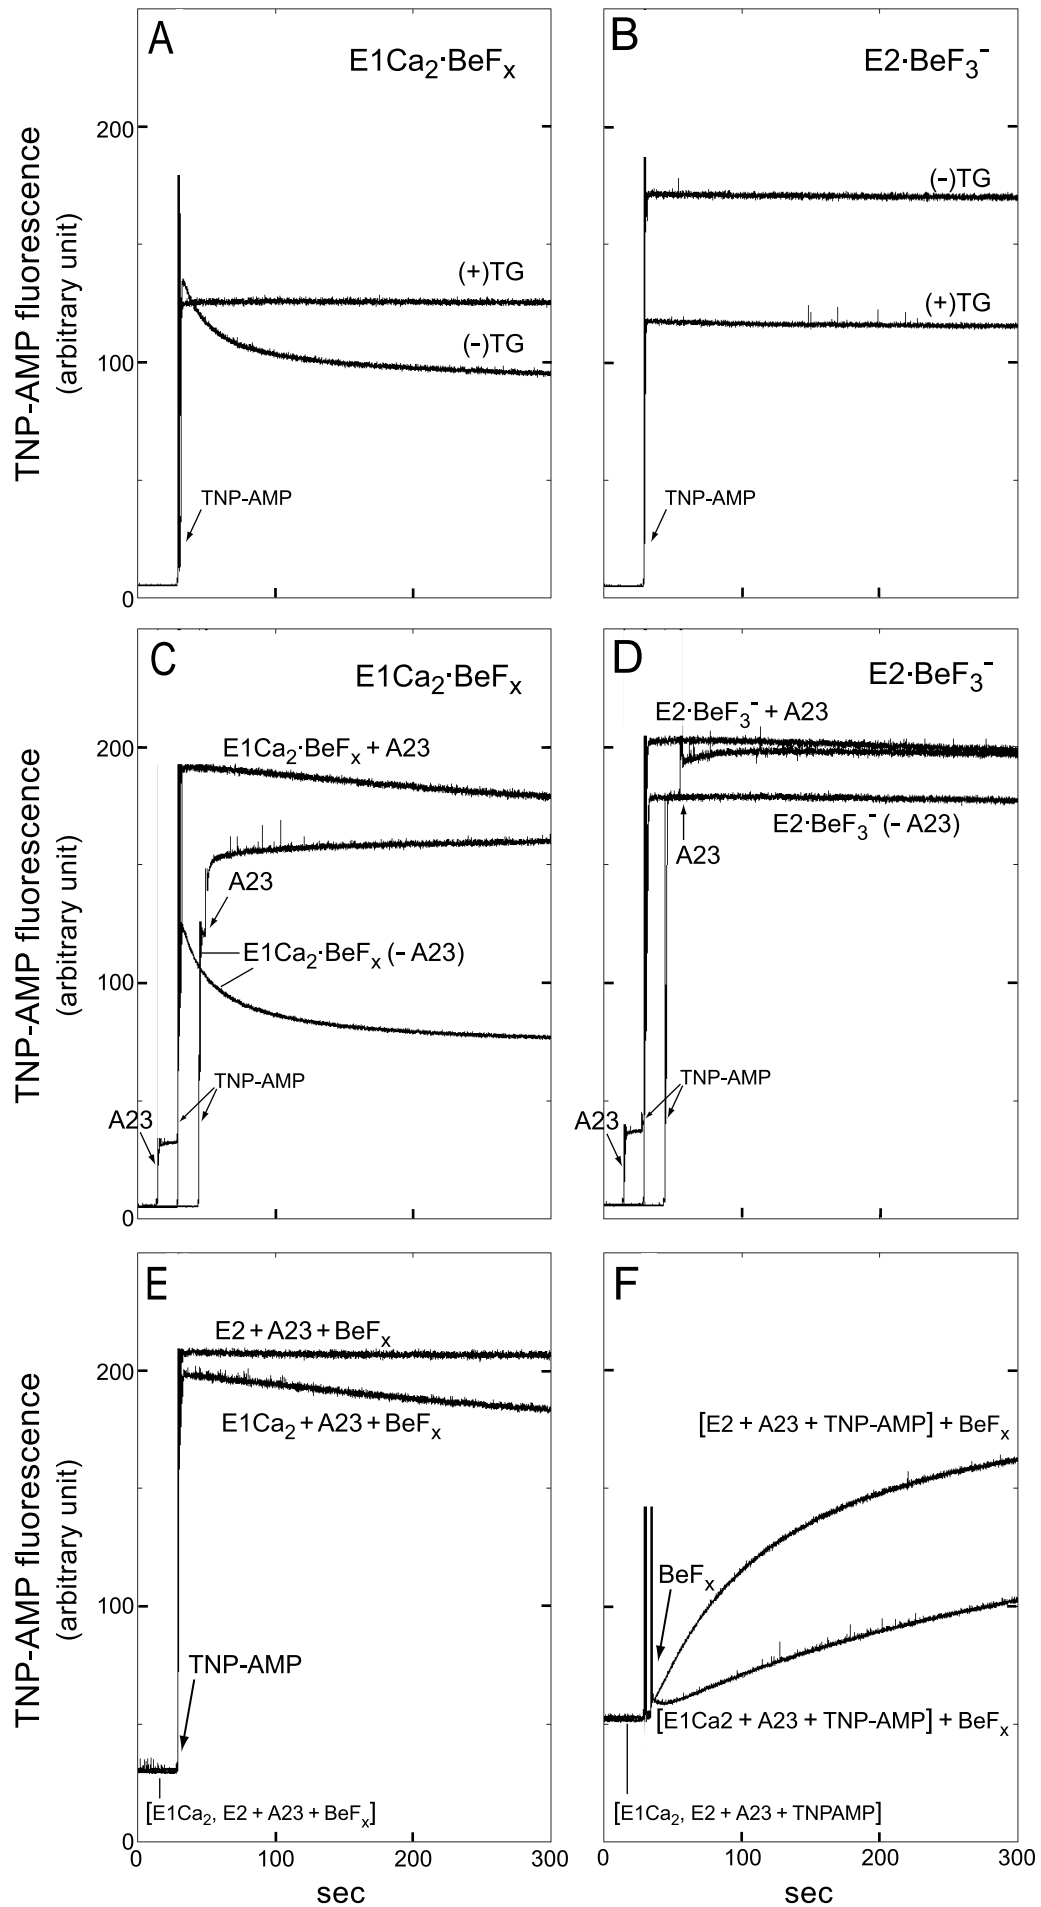 A
E1Ca₂·BeFₓ
B
E2·BeF₃⁻
TNP-AMP fluorescence
(arbitrary unit)
200
100
0
(+)TG
(-)TG
TNP-AMP
(-)TG
(+)TG
TNP-AMP
C
E1Ca₂·BeFₓ
D
E2·BeF₃⁻
TNP-AMP fluorescence
(arbitrary unit)
200
100
0
E1Ca₂·BeFₓ + A23
A23
E1Ca₂·BeFₓ (- A23)
TNP-AMP
A23
E2·BeF₃⁻ + A23
E2·BeF₃⁻ (- A23)
A23
TNP-AMP
A23
E
F
TNP-AMP fluorescence
(arbitrary unit)
200
100
0
E2 + A23 + BeFₓ
E1Ca₂ + A23 + BeFₓ
TNP-AMP
[E1Ca₂, E2 + A23 + BeFₓ]
[E2 + A23 + TNP-AMP] + BeFₓ
BeFₓ
[E1Ca2 + A23 + TNP-AMP] + BeFₓ
[E1Ca₂, E2 + A23 + TNPAMP]
0 100 200 300
0 100 200 300
sec
sec